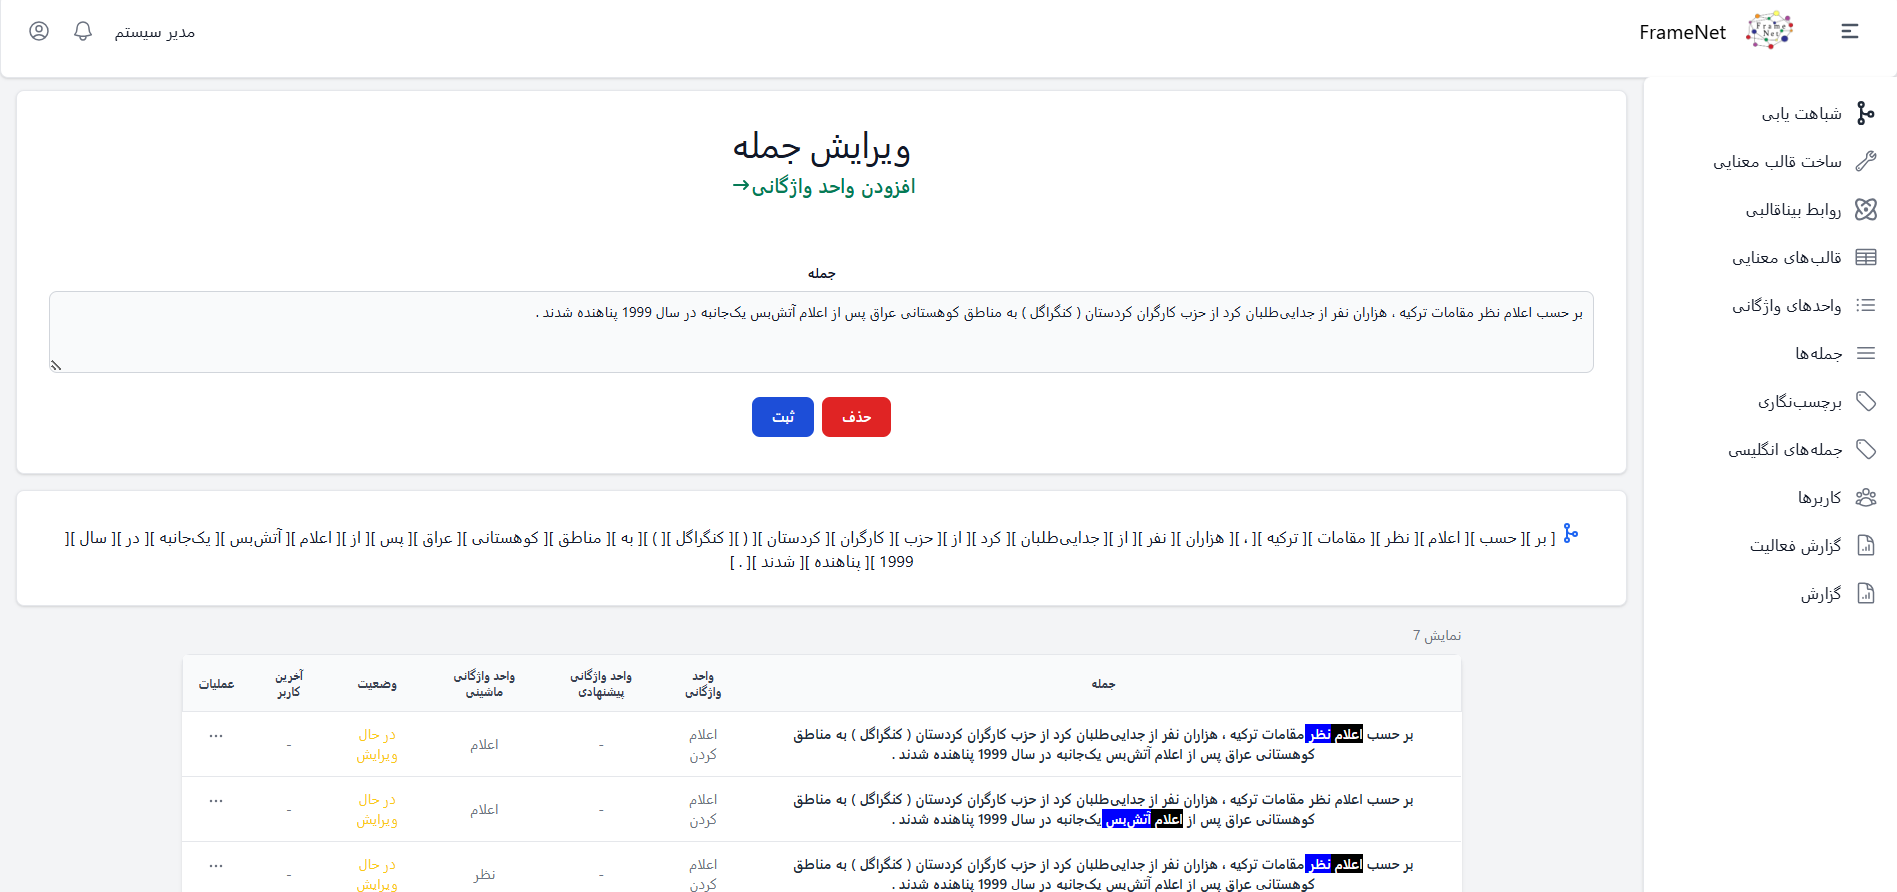 FrameNet
Frame
Net
مدیر سیستم
شباهت یابی
ساخت قالب معنایی
روابط بیناقالبی
قالب‌های معنایی
واحدهای واژگانی
جمله‌ها
برچسب‌نگاری
جمله‌های انگلیسی
کاربرها
گزارش فعالیت
گزارش
ویرایش جمله
افزودن واحد واژگانی→
جمله
بر حسب اعلام نظر مقامات ترکیه ، هزاران نفر از جدایی‌طلبان کرد از حزب کارگران کردستان ( کنگراگل ) به مناطق کوهستانی عراق پس از اعلام آتش‌بس یک‌جانبه در سال 1999 پناهنده شدند .
حذف
ثبت
[ بر ][ حسب ][ اعلام ][ نظر ][ مقامات ][ ترکیه ][ ، ][ هزاران ][ نفر ][ از ][ جدایی‌طلبان ][ کرد ][ از ][ حزب ][ کارگران ][ کردستان ][ ( ][ کنگراگل ][ ) ][ به ][ مناطق ][ کوهستانی ][ عراق ][ پس ][ از ][ اعلام ][ آتش‌بس ][ یک‌جانبه ][ در ][ سال ][
1999 ][ پناهنده ][ شدند ][ . ]
نمایش 7
جمله
واحد
واژگانی
واحد واژگانی
پیشنهادی
واحد واژگانی
ماشینی
وضعیت
آخرین
کاربر
عملیات
بر حسب اعلام نظر مقامات ترکیه ، هزاران نفر از جدایی‌طلبان کرد از حزب کارگران کردستان ( کنگراگل ) به مناطق
کوهستانی عراق پس از اعلام آتش‌بس یک‌جانبه در سال 1999 پناهنده شدند .
اعلام
کردن
-
اعلام
در حال
ویرایش
-
...
بر حسب اعلام نظر مقامات ترکیه ، هزاران نفر از جدایی‌طلبان کرد از حزب کارگران کردستان ( کنگراگل ) به مناطق
کوهستانی عراق پس از اعلام آتش‌بس یک‌جانبه در سال 1999 پناهنده شدند .
اعلام
کردن
-
اعلام
در حال
ویرایش
-
...
بر حسب اعلام نظر مقامات ترکیه ، هزاران نفر از جدایی‌طلبان کرد از حزب کارگران کردستان ( کنگراگل ) به مناطق
کوهستانی عراق پس از اعلام آتش‌بس یک‌جانبه در سال 1999 پناهنده شدند .
اعلام
کردن
-
نظر
در حال
ویرایش
-
...